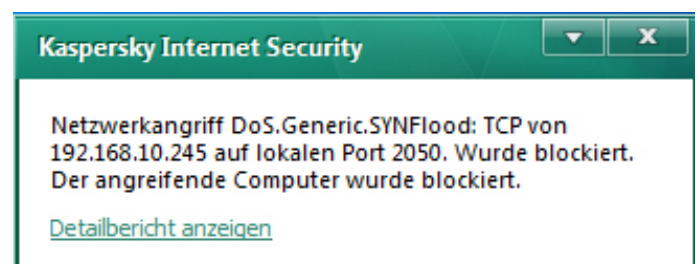 Kaspersky Internet Security
Netzwerkangriff DoS.Generic.SYNFlood: TCP von
192.168.10.245 auf lokalen Port 2050. Wurde blockiert.
Der angreifende Computer wurde blockiert.
Detailbericht anzeigen